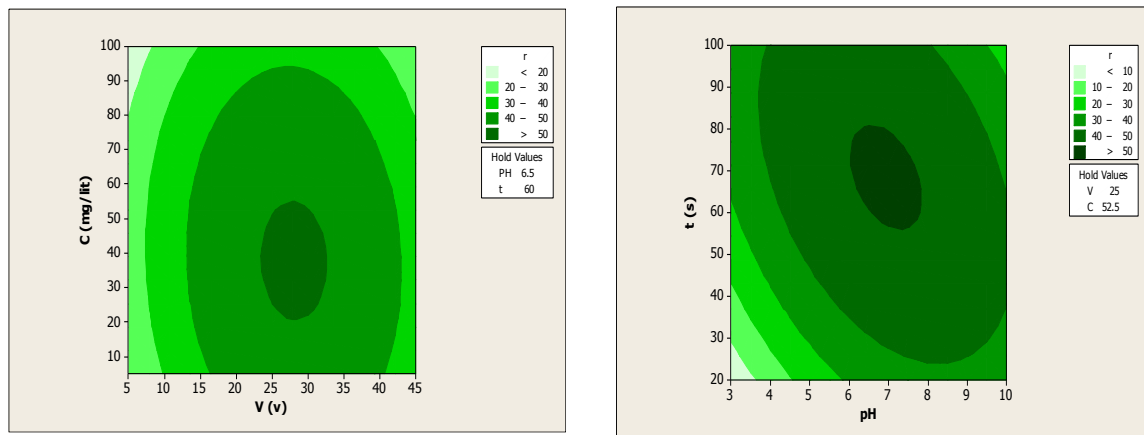 100
90
80
70
60
50
40
30
20
10
C (mg/lit)
5 10 15 20 25 30 35 40 45
V (v)
r
< 20
20 – 30
30 – 40
40 – 50
> 50
Hold Values
PH 6.5
t 60
100
90
80
70
60
50
40
30
20
t (s)
3 4 5 6 7 8 9 10
pH
r
< 10
10 – 20
20 – 30
30 – 40
40 – 50
> 50
Hold Values
V 25
C 52.5